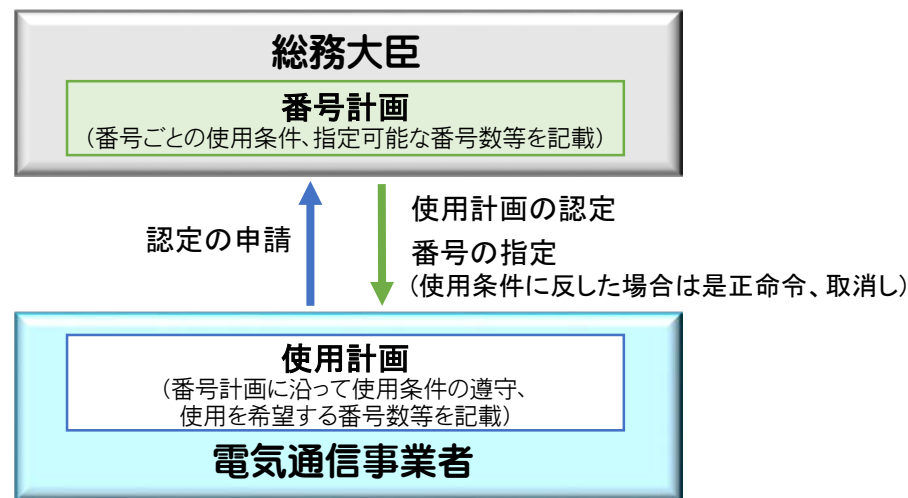 総務大臣
番号計画
（番号ごとの使用条件、指定可能な番号数等を記載）
認定の申請
使用計画の認定
番号の指定
（使用条件に反した場合は是正命令、取消し）
使用計画
（番号計画に沿って使用条件の遵守、
使用を希望する番号数等を記載）
電気通信事業者